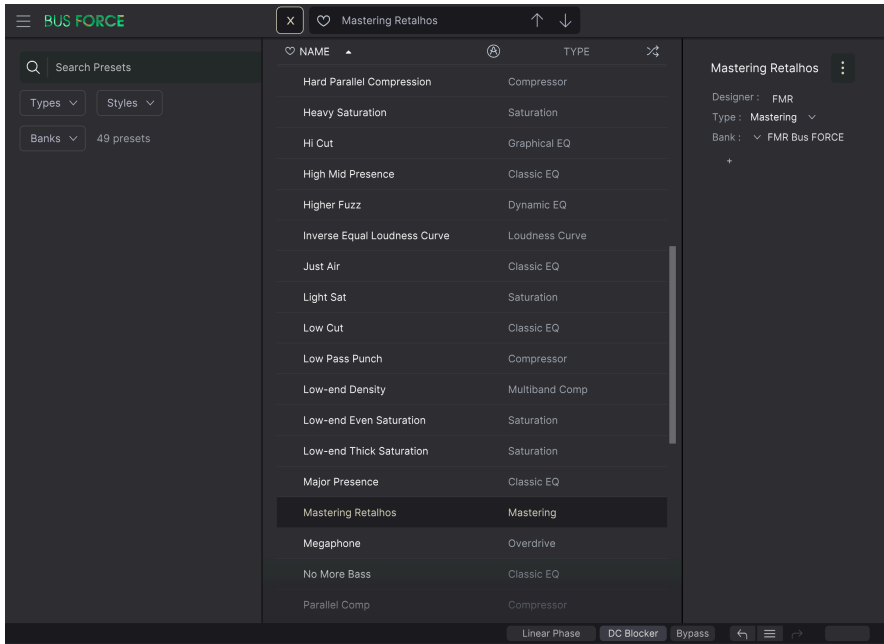 BUS FORCE
X
Mastering Retalhos
Search Presets
Types
Styles
Banks
49 presets
NAME
TYPE
Hard Parallel Compression Compressor
Heavy Saturation Saturation
Hi Cut Graphical EQ
High Mid Presence Classic EQ
Higher Fuzz Dynamic EQ
Inverse Equal Loudness Curve Loudness Curve
Just Air Classic EQ
Light Sat Saturation
Low Cut Classic EQ
Low Pass Punch Compressor
Low-end Density Multiband Comp
Low-end Even Saturation Saturation
Low-end Thick Saturation Saturation
Major Presence Classic EQ
Mastering Retalhos Mastering
Megaphone Overdrive
No More Bass Classic EQ
Parallel Comp Compressor
Mastering Retalhos
Designer : FMR
Type : Mastering
Bank : FMR Bus FORCE
+
Linear Phase DC Blocker Bypass